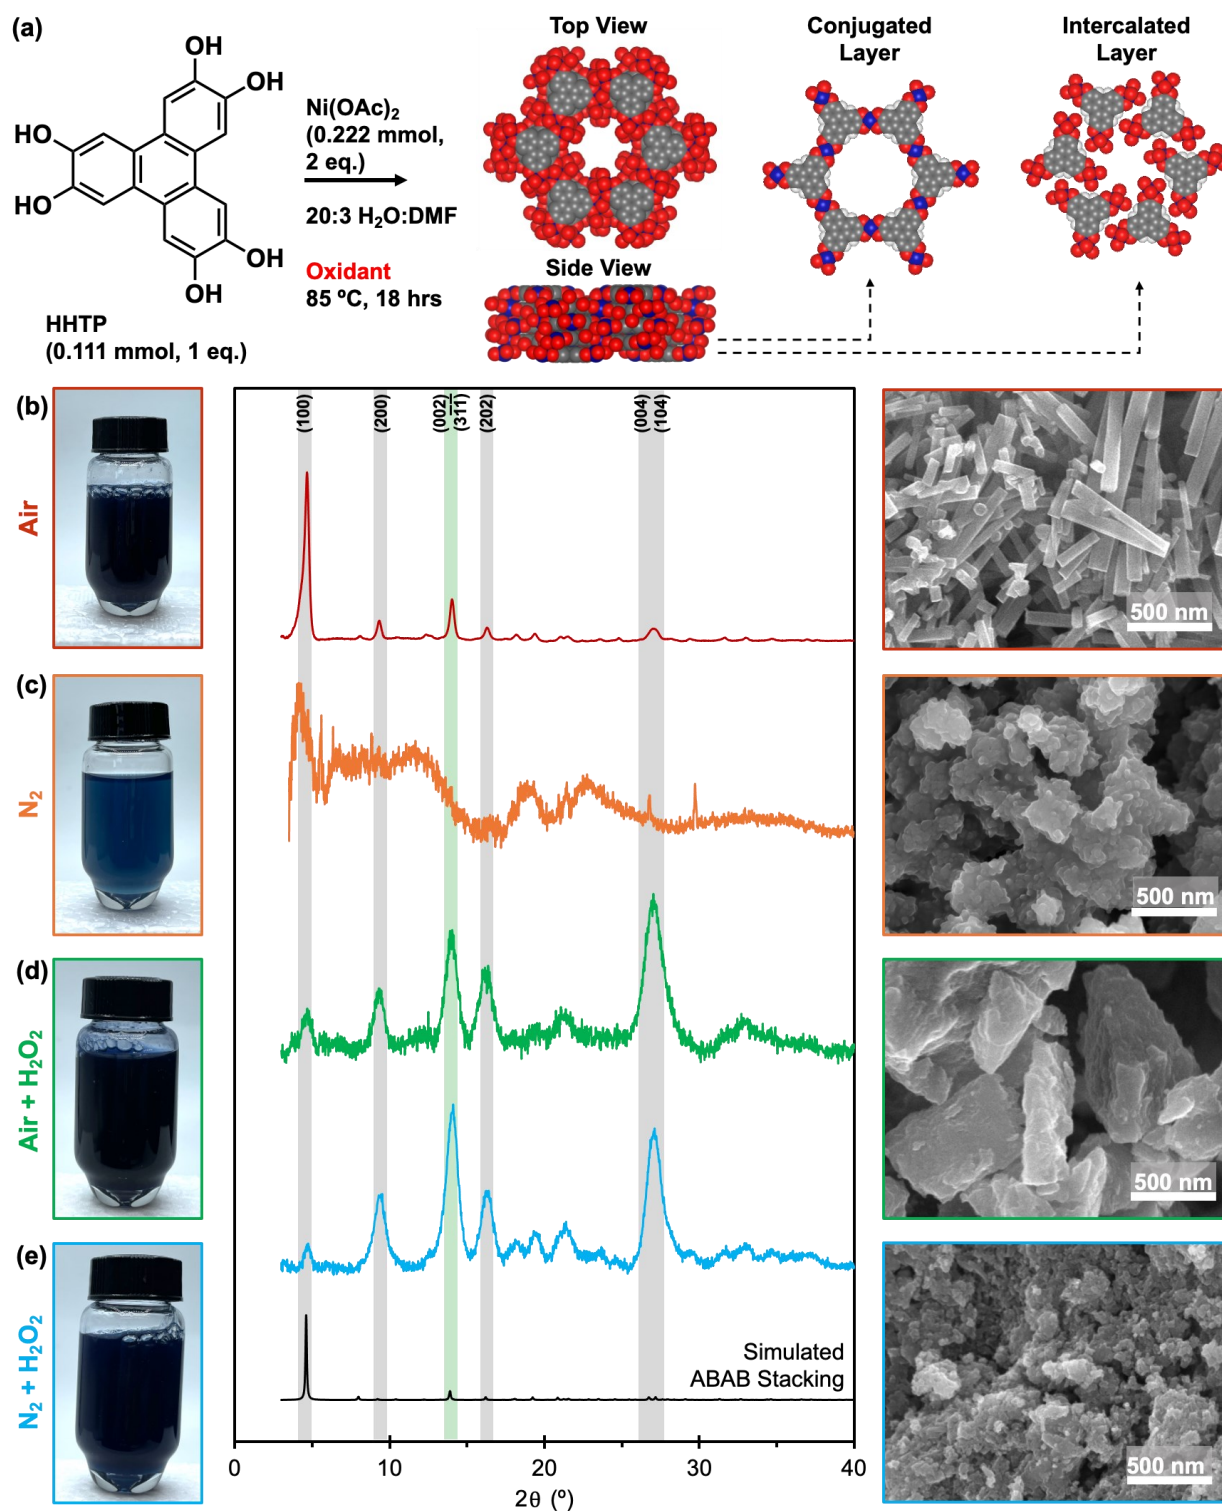 (a)
OH
OH
HO
HO
OH
OH
HHTP
(0.111 mmol, 1 eq.)
Ni(OAc)₂
(0.222 mmol,
2 eq.)
20:3 H₂O:DMF
Oxidant
85 ºC, 18 hrs
Top View
Side View
Conjugated
Layer
Intercalated
Layer
(b)
Air
(100)
(200)
(002)
(3̅1̅1)
(202)
(004)
(104)
500 nm
(c)
N₂
500 nm
(d)
Air + H₂O₂
500 nm
(e)
N₂ + H₂O₂
Simulated
ABAB Stacking
500 nm
0
10
20
30
40
2θ (º)